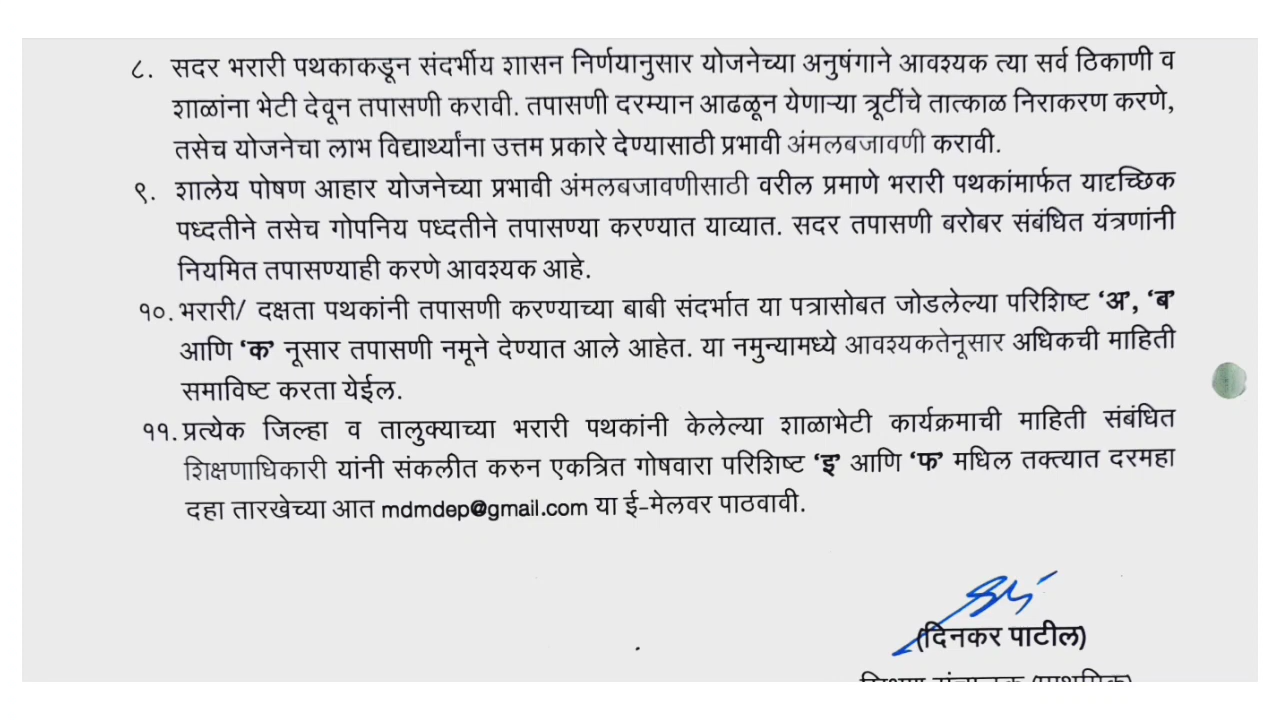 ८. सदर भरारी पथकाकडून संदर्भीय शासन निर्णयानुसार योजनेच्या अनुषंगाने आवश्यक त्या सर्व ठिकाणी व
शाळांना भेटी देवून तपासणी करावी. तपासणी दरम्यान आढळून येणाऱ्या त्रूटींचे तात्काळ निराकरण करणे,
तसेच योजनेचा लाभ विद्यार्थ्यांना उत्तम प्रकारे देण्यासाठी प्रभावी अंमलबजावणी करावी.
९. शालेय पोषण आहार योजनेच्या प्रभावी अंमलबजावणीसाठी वरील प्रमाणे भरारी पथकांमार्फत यादृच्छिक
पध्दतीने तसेच गोपनिय पध्दतीने तपासण्या करण्यात याव्यात. सदर तपासणी बरोबर संबंधित यंत्रणांनी
नियमित तपासण्याही करणे आवश्यक आहे.
१०. भरारी/ दक्षता पथकांनी तपासणी करण्याच्या बाबी संदर्भात या पत्रासोबत जोडलेल्या परिशिष्ट ‘अ’, ‘ब’
आणि ‘क’ नूसार तपासणी नमूने देण्यात आले आहेत. या नमुन्यामध्ये आवश्यकतेनूसार अधिकची माहिती
समाविष्ट करता येईल.
११. प्रत्येक जिल्हा व तालुक्याच्या भरारी पथकांनी केलेल्या शाळाभेटी कार्यक्रमाची माहिती संबंधित
शिक्षणाधिकारी यांनी संकलीत करुन एकत्रित गोषवारा परिशिष्ट ‘इ’ आणि ‘फ’ मधिल तक्त्यात दरमहा
दहा तारखेच्या आत mdmdep@gmail.com या ई-मेलवर पाठवावी.
(दिनकर पाटील)